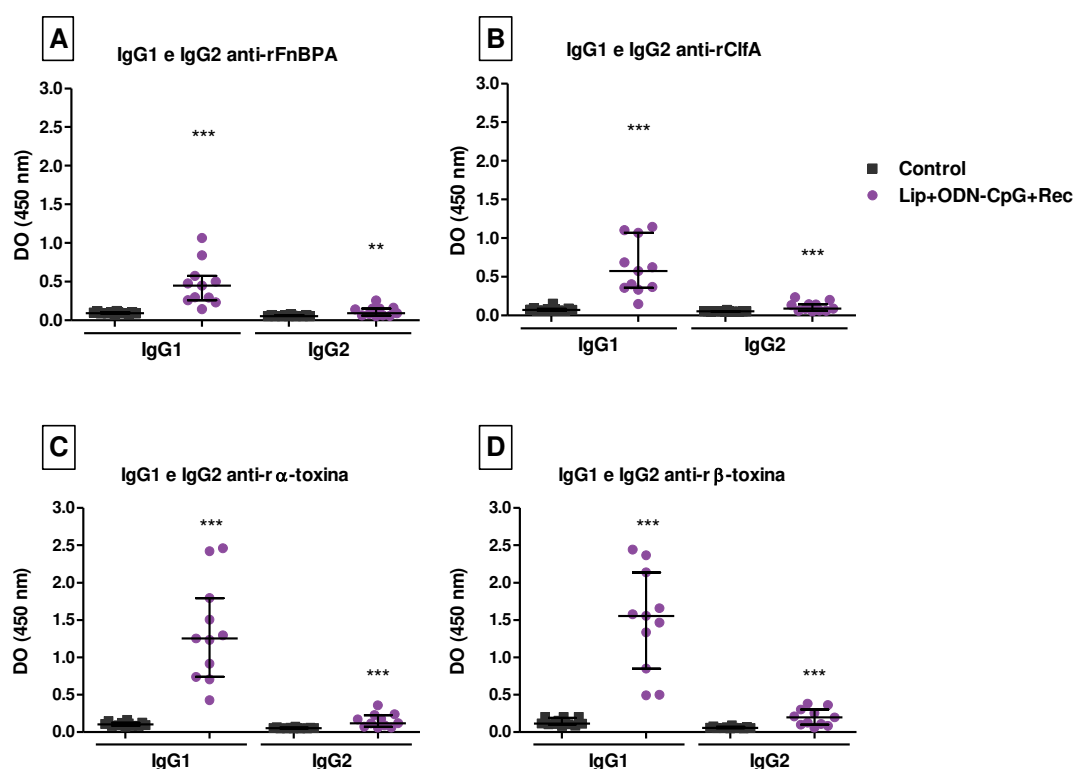 A
IgG1 e IgG2 anti-rFnBPA
DO (450 nm)
3.0
2.5
2.0
1.5
1.0
0.5
0.0
***
**
IgG1
IgG2
B
IgG1 e IgG2 anti-rClfA
DO (450 nm)
3.0
2.5
2.0
1.5
1.0
0.5
0.0
***
***
IgG1
IgG2
Control
Lip+ODN-CpG+Rec
C
IgG1 e IgG2 anti-r α-toxina
DO (450 nm)
3.0
2.5
2.0
1.5
1.0
0.5
0.0
***
***
IgG1
IgG2
D
IgG1 e IgG2 anti-r β-toxina
DO (450 nm)
3.0
2.5
2.0
1.5
1.0
0.5
0.0
***
***
IgG1
IgG2